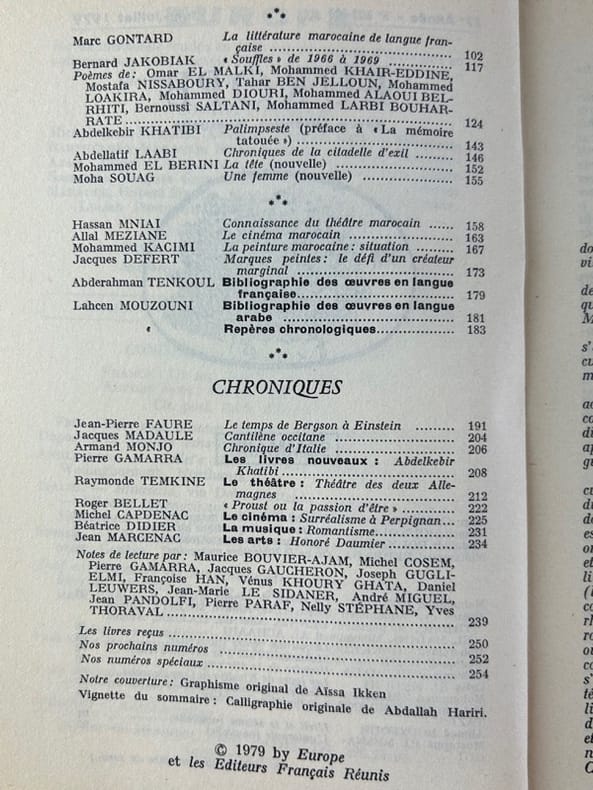 Marc GONTARD La littérature marocaine de langue fran-
çaise ........ 102
Bernard JAKOBIAK « Souffles » de 1966 à 1969 ........ 117
Poèmes de : Omar EL MALKI, Mohammed KHAIR-EDDINE,
Mostafa NISSABOURY, Tahar BEN JELLOUN, Mohammed
LOAKIRA, Mohammed DIOURI, Mohammed ALAOUI BEL-
RHITI, Bernoussi SALTANI, Mohammed LARBI BOUHAR-
RATE ........ 124
Abdelkebir KHATIBI Palimpseste (préface à « La mémoire
tatouée ») ........ 143
Abdellatif LAABI Chroniques de la citadelle d'exil ........ 146
Mohammed EL BERINI La tête (nouvelle) ........ 152
Moha SOUAG Une femme (nouvelle) ........ 155
Hassan MNIAI Connaissance du théâtre marocain ...... 158
Allal MEZIANE Le cinéma marocain ........ 163
Mohammed KACIMI La peinture marocaine : situation ........ 167
Jacques DEFERT Marques peintes : le défi d'un créateur
marginal ........ 173
Abderahman TENKOUL Bibliographie des œuvres en langue
française........ 179
Lahcen MOUZOUNI Bibliographie des œuvres en langue
arabe ........ 181
« Repères chronologiques........ 183
CHRONIQUES
Jean-Pierre FAURE Le temps de Bergson à Einstein ........ 191
Jacques MADAULE Cantilène occitane ........ 204
Armand MONJO Chronique d'Italie ........ 206
Pierre GAMARRA Les livres nouveaux : Abdelkebir
Khatibi ........ 208
Raymonde TEMKINE Le théâtre : Théâtre des deux Alle-
magnes ........ 212
Roger BELLET « Proust ou la passion d'être » ........ 222
Michel CAPDENAC Le cinéma : Surréalisme à Perpignan... 225
Béatrice DIDIER La musique : Romantisme........ 231
Jean MARCENAC Les arts : Honoré Daumier ........ 234
Notes de lecture par : Maurice BOUVIER-AJAM, Michel COSEM,
Pierre GAMARRA, Jacques GAUCHERON, Joseph GUGLI-
ELMI, Françoise HAN, Vénus KHOURY GHATA, Daniel
LEUWERS, Jean-Marie LE SIDANER, André MIGUEL,
Jean PANDOLFI, Pierre PARAF, Nelly STÉPHANE, Yves
THORAVAL ........ 239
Les livres reçus ........ 250
Nos prochains numéros ........ 252
Nos numéros spéciaux ........ 254
Notre couverture : Graphisme original de Aïssa Ikken
Vignette du sommaire : Calligraphie originale de Abdallah Hariri.
© 1979 by Europe
et les Editeurs Français Réunis